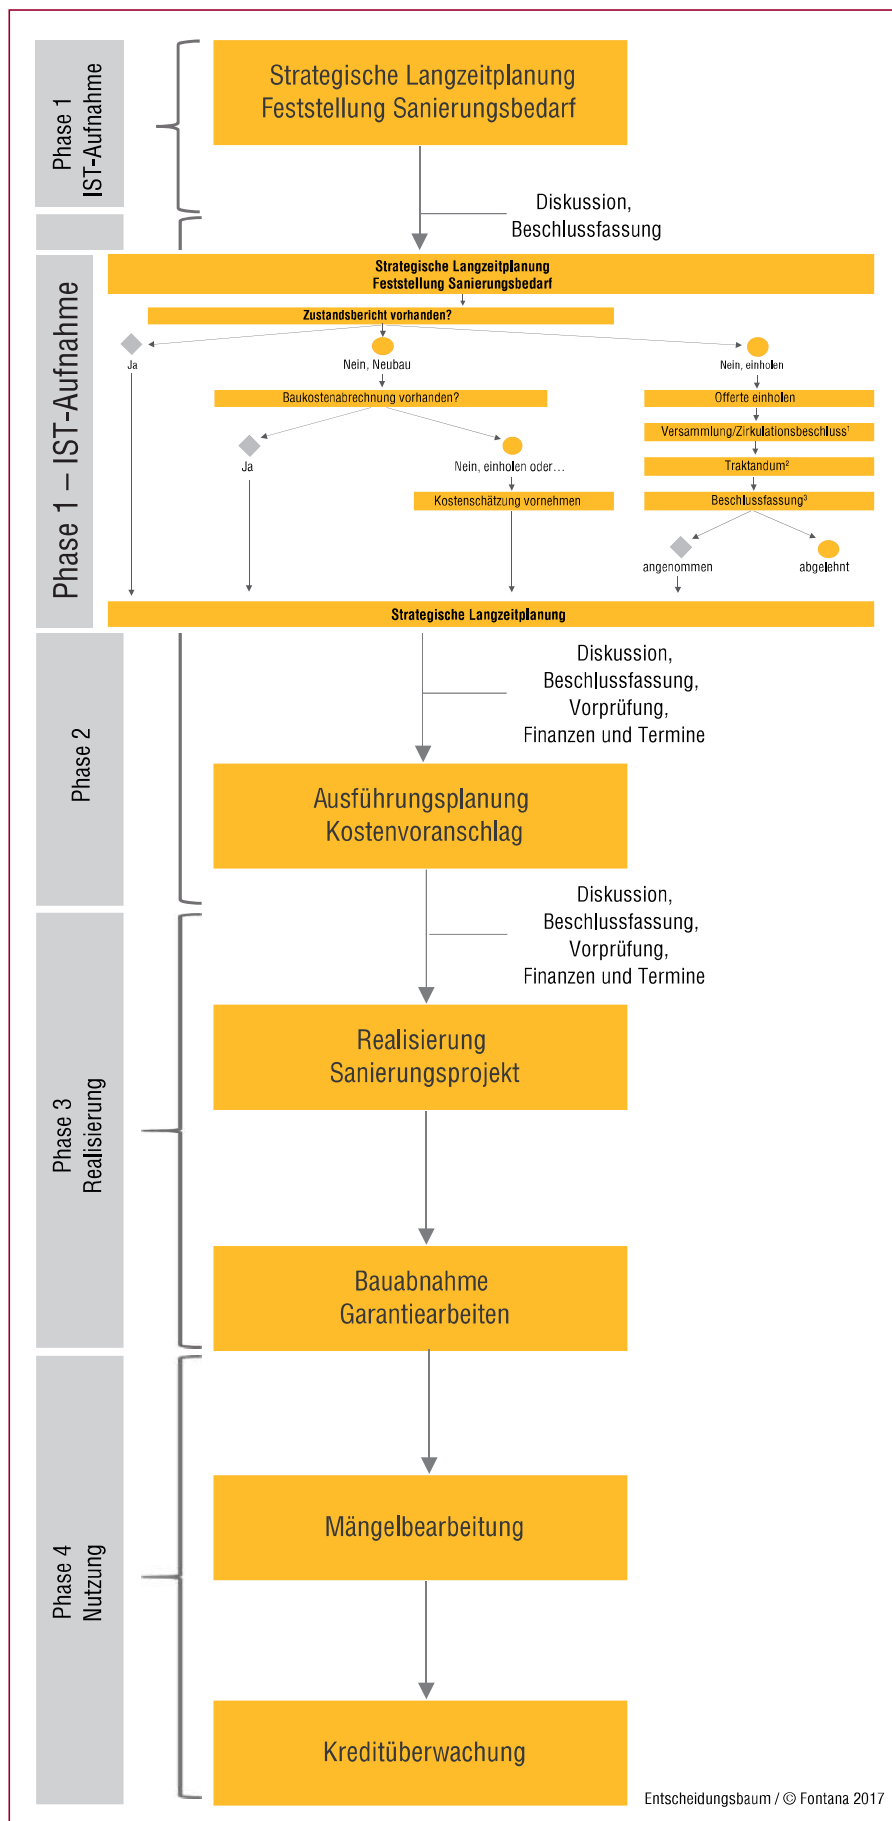 Phase 1
IST-Aufnahme
Strategische Langzeitplanung
Feststellung Sanierungsbedarf
Diskussion,
Beschlussfassung
Phase 1 – IST-Aufnahme
Strategische Langzeitplanung
Feststellung Sanierungsbedarf
Zustandsbericht vorhanden?
Ja
Nein, Neubau
Nein, einholen
Baukostenabrechnung vorhanden?
Offerte einholen
Versammlung/Zirkulationsbeschluss¹
Ja
Nein, einholen oder...
Traktandum²
Kostenschätzung vornehmen
Beschlussfassung³
angenommen
abgelehnt
Strategische Langzeitplanung
Phase 2
Diskussion,
Beschlussfassung,
Vorprüfung,
Finanzen und Termine
Ausführungsplanung
Kostenvoranschlag
Diskussion,
Beschlussfassung,
Vorprüfung,
Finanzen und Termine
Phase 3
Realisierung
Realisierung
Sanierungsprojekt
Bauabnahme
Garantiearbeiten
Phase 4
Nutzung
Mängelbearbeitung
Kreditüberwachung
Entscheidungsbaum / © Fontana 2017